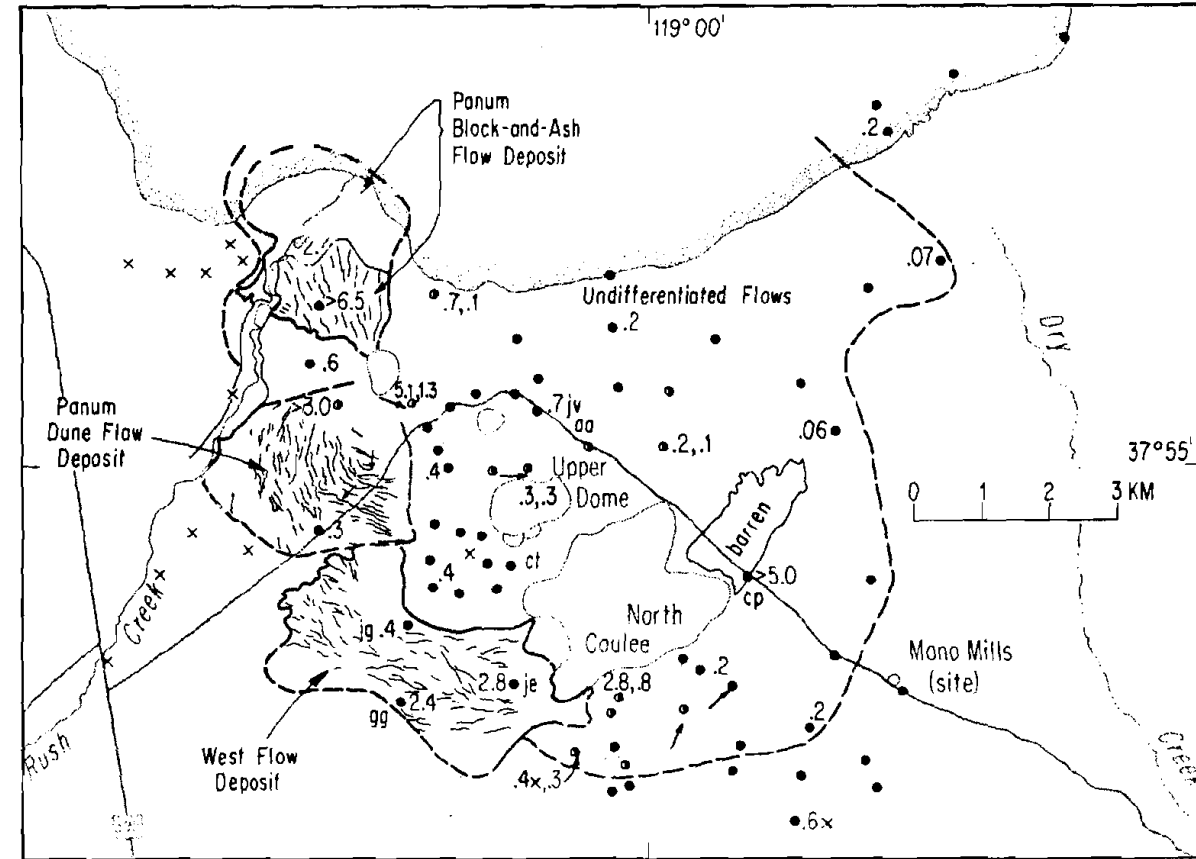 119° 00'
Panum
Block-and-Ash
Flow Deposit
.2
.07
>6.5
.7,.1
Undifferentiated Flows
.2
Dry
.6
>3.0
5.1,1.3
.7 jv
aa
.06
Panum
Dune Flow
Deposit
.2,.1
37°55'
.4
Upper
Dome
.3,.3
0 1 2 3 KM
barren
.3
ct
.4
>5.0
cp
Creek
North
Coulee
jg .4
Mono Mills
(site)
.2
2.8 je
2.8,.8
2.4
gg
.2
Rush
West Flow
Deposit
.4x,.3
Creek
.6x